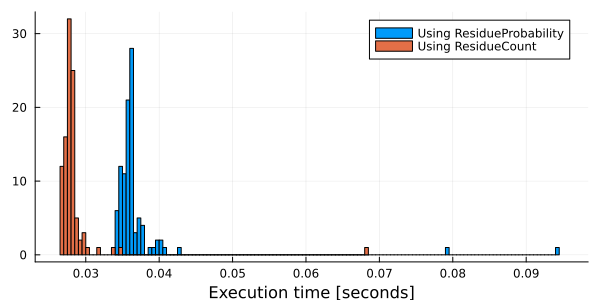 Using ResidueProbability
Using ResidueCount
30
20
10
0
0.03 0.04 0.05 0.06 0.07 0.08 0.09
Execution time [seconds]